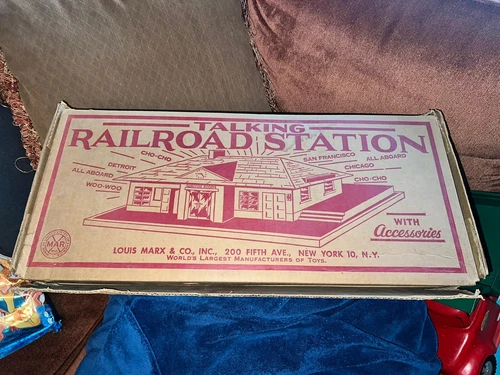 TALKING
RAILROAD STATION
CHO-CHO
DETROIT
ALL ABOARD
WOO-WOO
SAN FRANCISCO
ALL ABOARD
CHICAGO
CHO-CHO
WITH
Accessories
MAR
LOUIS MARX & CO., INC., 200 FIFTH AVE., NEW YORK 10, N.Y.
WORLD'S LARGEST MANUFACTURERS OF TOYS.